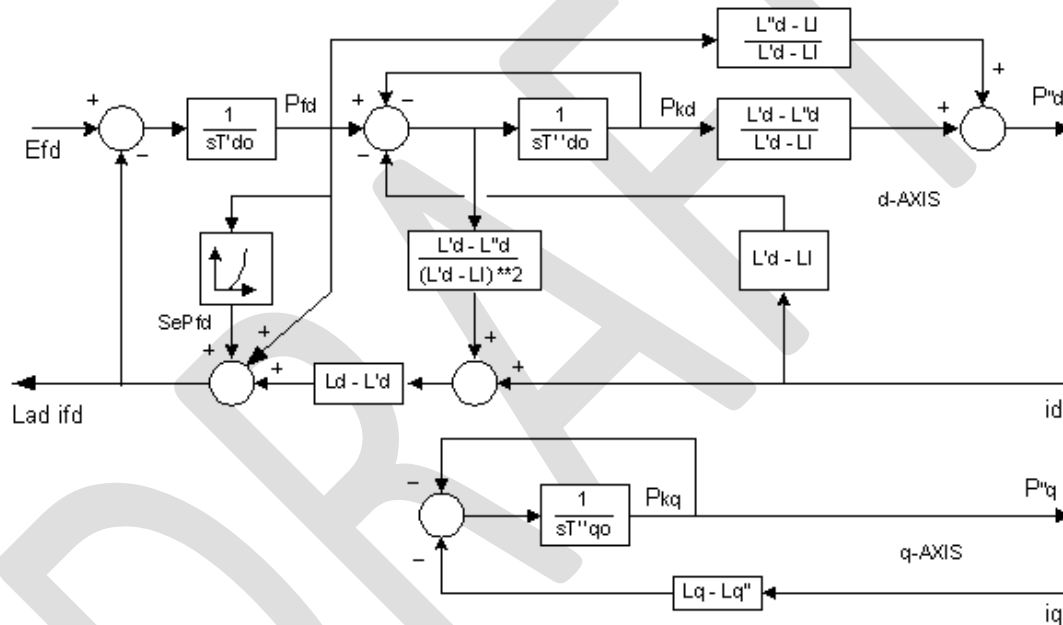 L"d - Ll
L'd - Ll
+
P"d
+
Pfd
+
−
1
sT'do
1
sT''do
Pkd
L'd - L"d
L'd - Ll
+
Efd
−
−
d-AXIS
L'd - L"d
(L'd - Ll) **2
L'd - Ll
SePfd
+
+
+
+
+
Ld - L'd
Lad ifd
id
−
1
sT''qo
Pkq
P"q
−
q-AXIS
Lq - Lq"
iq
DRAFT